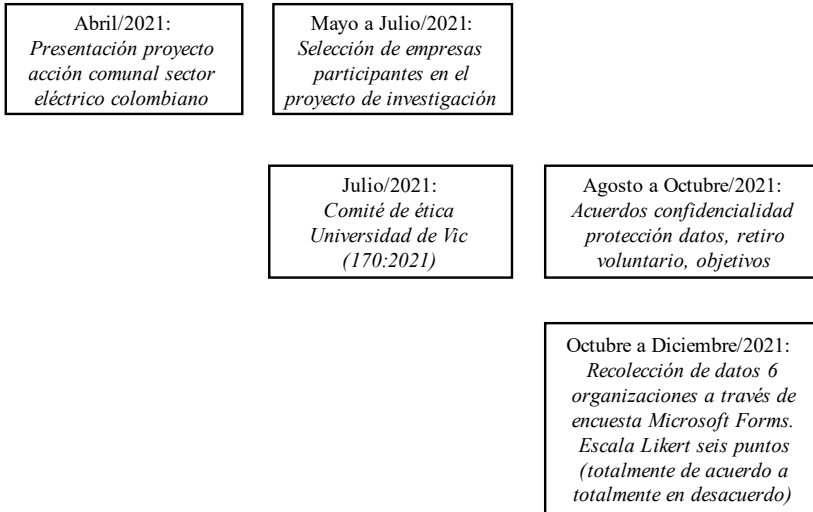 Abril/2021:
Presentación proyecto
acción comunal sector
eléctrico colombiano
Mayo a Julio/2021:
Selección de empresas
participantes en el
proyecto de investigación
Julio/2021:
Comité de ética
Universidad de Vic
(170:2021)
Agosto a Octubre/2021:
Acuerdos confidencialidad
protección datos, retiro
voluntario, objetivos
Octubre a Diciembre/2021:
Recolección de datos 6
organizaciones a través de
encuesta Microsoft Forms.
Escala Likert seis puntos
(totalmente de acuerdo a
totalmente en desacuerdo)